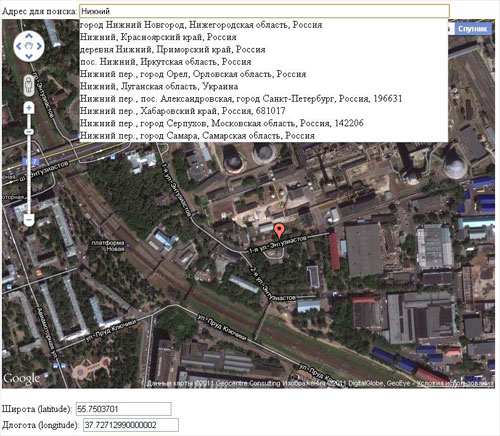 Адрес для поиска: Нижний
город Нижний Новгород, Нижегородская область, Россия
Нижний, Красноярский край, Россия
деревня Нижний, Приморский край, Россия
пос. Нижний, Иркутская область, Россия
Нижний пер., город Орел, Орловская область, Россия
Нижний, Луганская область, Украина
Нижний пер., пос. Александровская, город Санкт-Петербург, Россия, 196631
Нижний пер., Хабаровский край, Россия, 681017
Нижний пер., город Серпухов, Московская область, Россия, 142206
Нижний пер., город Самара, Самарская область, Россия
Спутник
ш. Энтузиастов
1-я ул. Энтузиастов
платформа
Новая
1-я ул. Энтузиастов
2-я ул. Энтузиастов
Авиамоторная ул.
ул. Пруд Ключики
ул. Пруд Ключики
Google
Данные карты ©2011 Geocentre Consulting Изображения ©2011 DigitalGlobe, GeoEye - Условия использования
Широта (latitude): 55.7503701
Длогота (longitude): 37.72712990000002